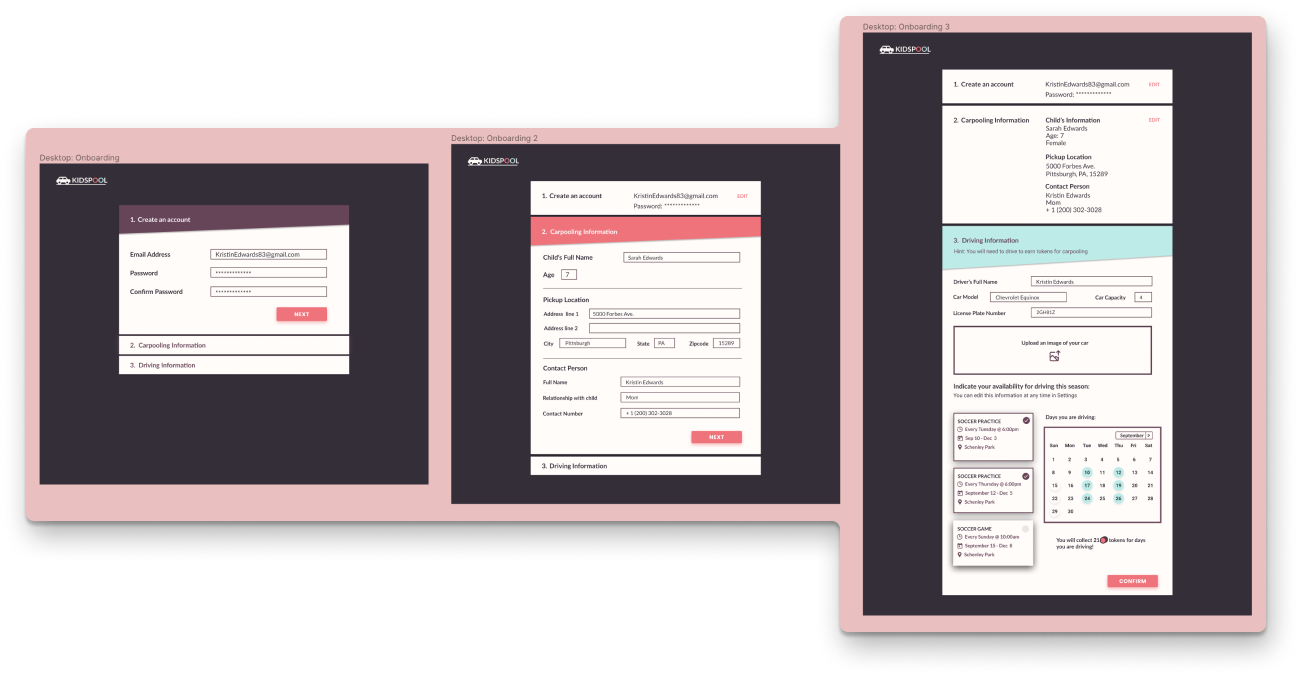 Desktop: Onboarding
KIDSPOOL
1. Create an account
Email Address KristinEdwards83@gmail.com
Password *************
Confirm Password *************
NEXT
2. Carpooling Information
3. Driving Information
Desktop: Onboarding 2
KIDSPOOL
1. Create an account KristinEdwards83@gmail.com EDIT
Password: *************
2. Carpooling Information
Child's Full Name Sarah Edwards
Age 7
Pickup Location
Address line 1 5000 Forbes Ave.
Address line 2
City Pittsburgh State PA Zipcode 15289
Contact Person
Full Name Kristin Edwards
Relationship with child Mom
Contact Number + 1 (200) 302-3028
NEXT
3. Driving Information
Desktop: Onboarding 3
KIDSPOOL
1. Create an account KristinEdwards83@gmail.com EDIT
Password: *************
2. Carpooling Information Child's Information EDIT
Sarah Edwards
Age: 7
Female
Pickup Location
5000 Forbes Ave.
Pittsburgh, PA, 15289
Contact Person
Kristin Edwards
Mom
+ 1 (200) 302-3028
3. Driving Information
Hint: You will need to drive to earn tokens for carpooling
Driver's Full Name Kristin Edwards
Car Model Chevrolet Equinox Car Capacity 4
License Plate Number 2GH81Z
Upload an image of your car
Indicate your availability for driving this season:
You can edit this information at any time in Settings
SOCCER PRACTICE
Every Tuesday @ 6:00pm
Sep 10 - Dec 3
Schenley Park
SOCCER PRACTICE
Every Thursday @ 6:00pm
September 12 - Dec 5
Schenley Park
SOCCER GAME
Every Sunday @ 10:00am
September 15 - Dec 8
Schenley Park
Days you are driving:
September >
Sun Mon Tue Wed Thu Fri Sat
1 2 3 4 5 6 7
8 9 10 11 12 13 14
15 16 17 18 19 20 21
22 23 24 25 26 27 28
29 30
You will collect 21 tokens for days
you are driving!
CONFIRM